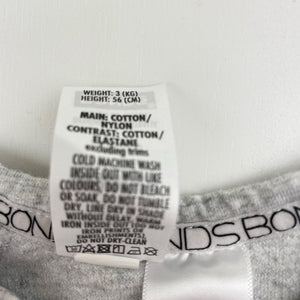 WEIGHT: 3 (KG)
HEIGHT: 56 (CM)
MAIN: COTTON/
NYLON
CONTRAST: COTTON/
ELASTANE
excluding trims
COLD MACHINE WASH
INSIDE OUT WITH LIKE
COLOURS, DO NOT BLEACH
OR SOAK, DO NOT TUMBLE
DRY, LINE DRY IN SHADE
WITHOUT DELAY, WARM
IRON INSIDE OUT DO NOT
IRON PRINTS OR
EMBELLISHMENTS,
DO NOT DRY-CLEAN
BON
NDSBON